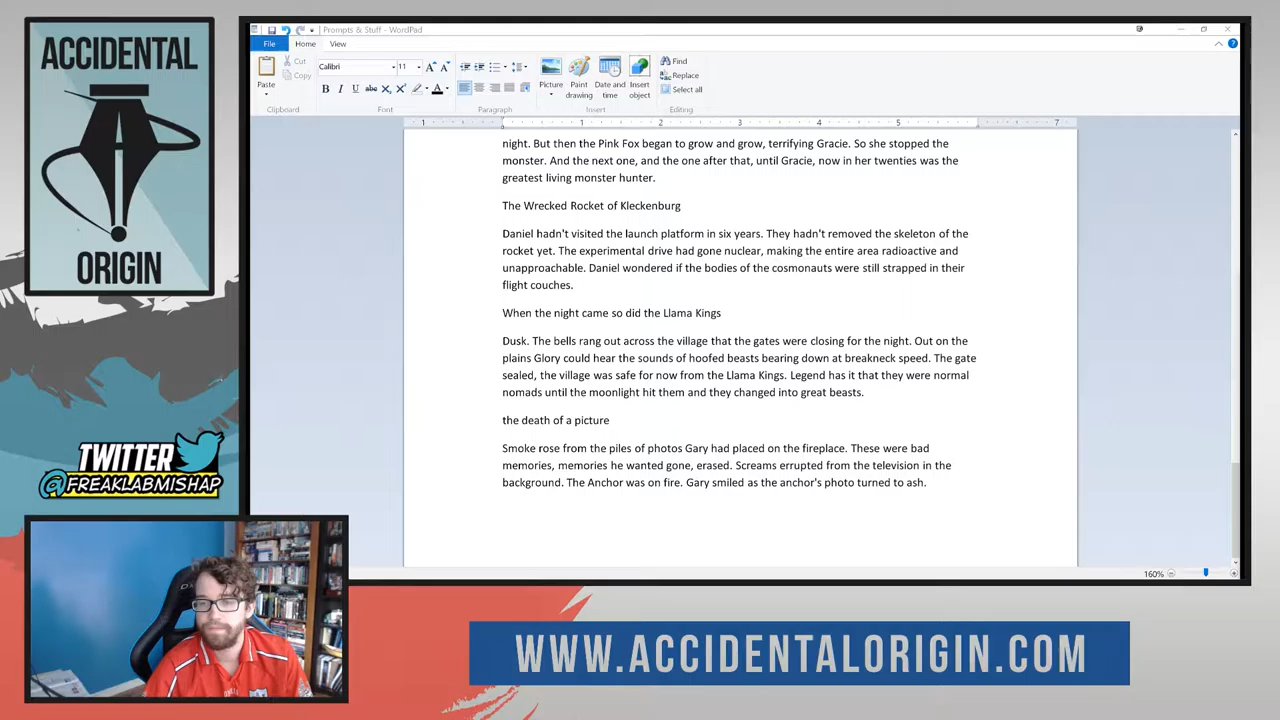 ACCIDENTAL
ORIGIN
TWITTER
@FREAKLABMISHAP
Prompts & Stuff - WordPad
File
Home
View
Paste
Cut
Copy
Clipboard
Calibri
11
Font
Paragraph
Picture
Paint drawing
Date and time
Insert object
Insert
Find
Replace
Select all
Editing
1 1 2 3 4 5 7
night. But then the Pink Fox began to grow and grow, terrifying Gracie. So she stopped the
monster. And the next one, and the one after that, until Gracie, now in her twenties was the
greatest living monster hunter.
The Wrecked Rocket of Kleckenburg
Daniel hadn't visited the launch platform in six years. They hadn't removed the skeleton of the
rocket yet. The experimental drive had gone nuclear, making the entire area radioactive and
unapproachable. Daniel wondered if the bodies of the cosmonauts were still strapped in their
flight couches.
When the night came so did the Llama Kings
Dusk. The bells rang out across the village that the gates were closing for the night. Out on the
plains Glory could hear the sounds of hoofed beasts bearing down at breakneck speed. The gate
sealed, the village was safe for now from the Llama Kings. Legend has it that they were normal
nomads until the moonlight hit them and they changed into great beasts.
the death of a picture
Smoke rose from the piles of photos Gary had placed on the fireplace. These were bad
memories, memories he wanted gone, erased. Screams errupted from the television in the
background. The Anchor was on fire. Gary smiled as the anchor's photo turned to ash.
160%
WWW.ACCIDENTALORIGIN.COM